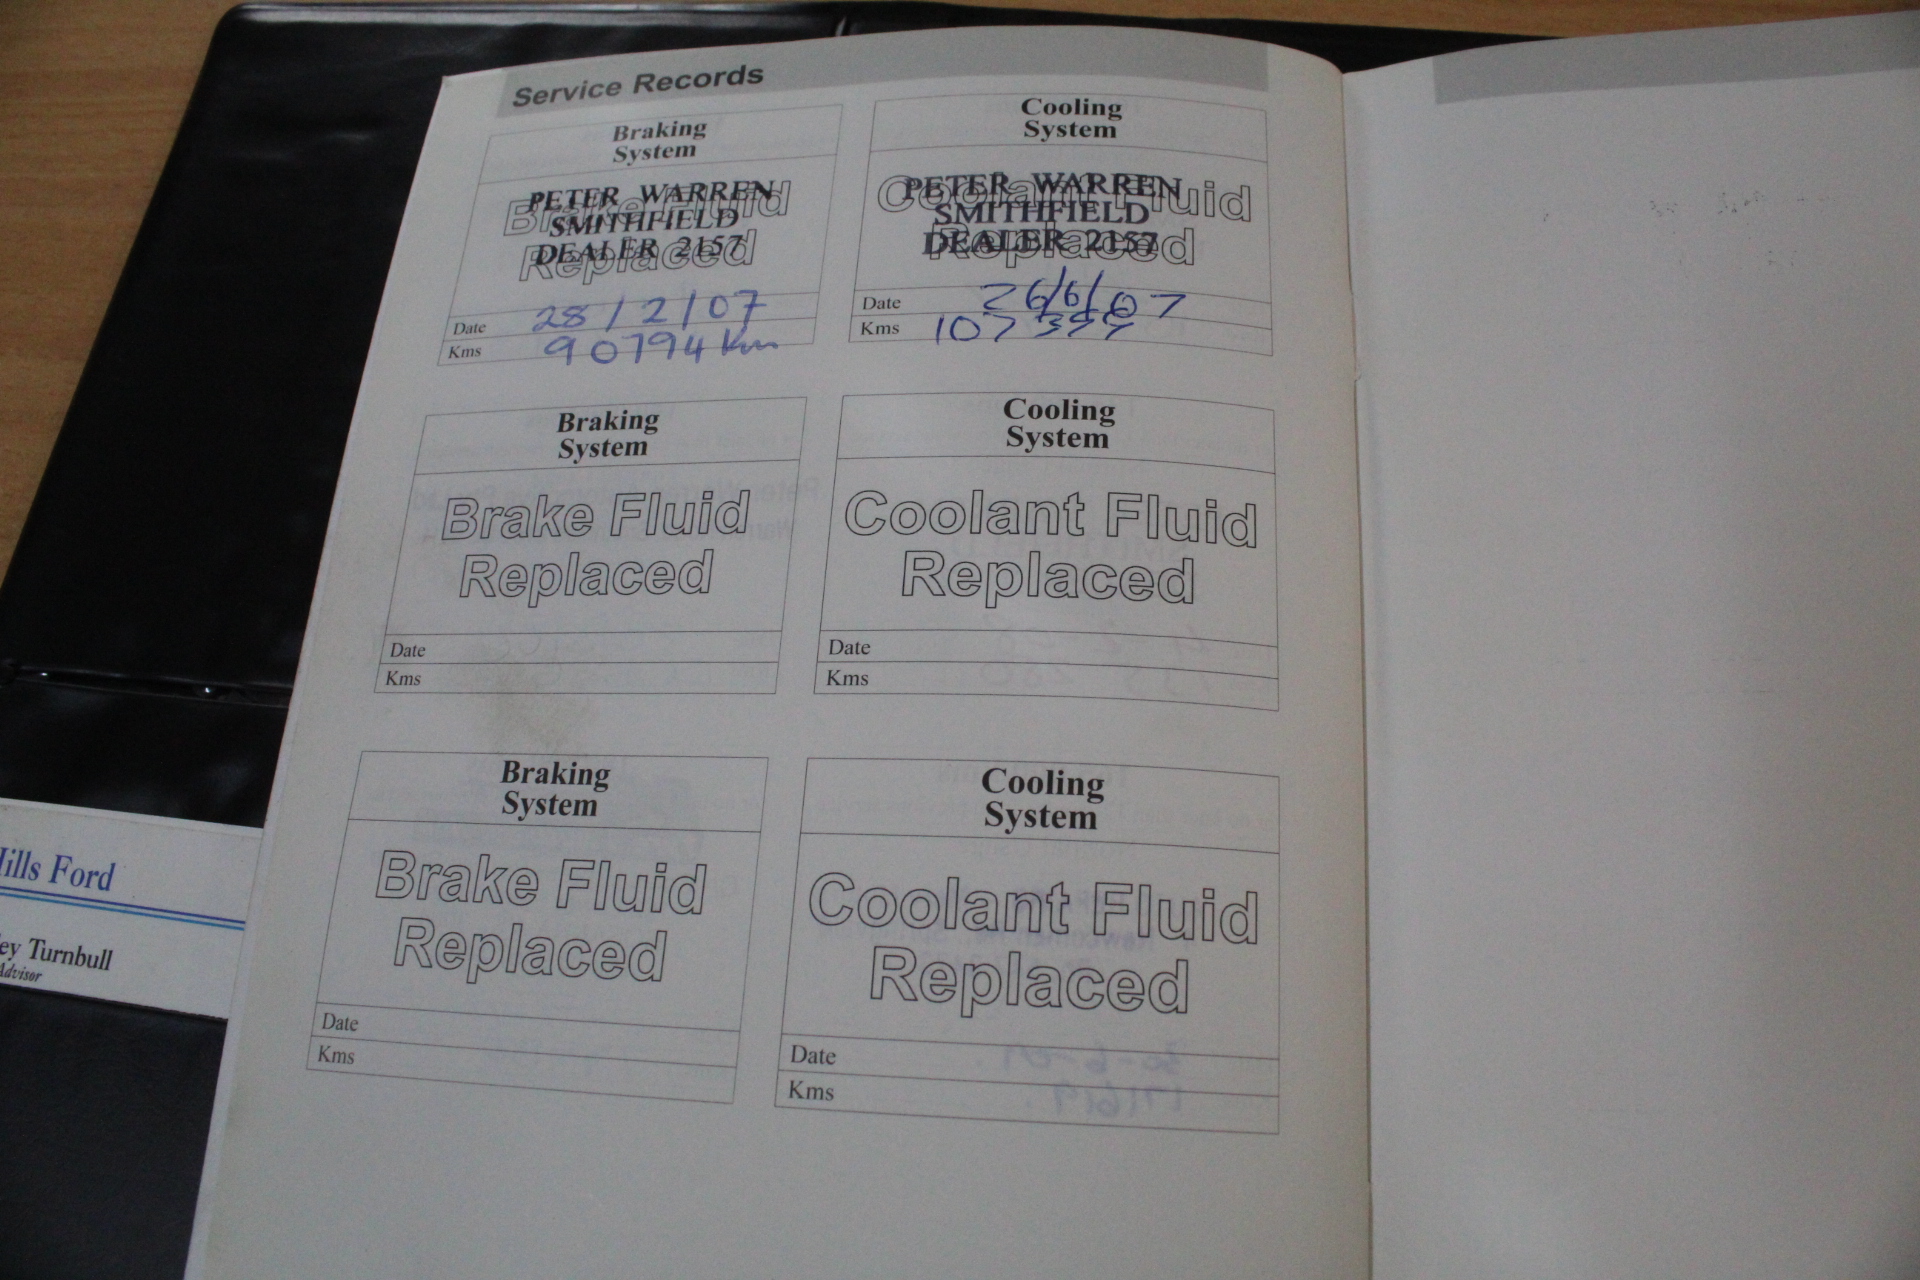 Service Records
Braking
System
Brake Fluid
Replaced
PETER WARREN
SMITHFIELD
DEALER 2157
Date 28/2/07
Kms 90794 Km
Cooling
System
Coolant Fluid
Replaced
PETER WARREN
SMITHFIELD
DEALER 2157
Date 26/6/07
Kms
Braking
System
Brake Fluid
Replaced
Date
Kms
Cooling
System
Coolant Fluid
Replaced
Date
Kms
Braking
System
Brake Fluid
Replaced
Date
Kms
Cooling
System
Coolant Fluid
Replaced
Date
Kms
Ford
Turnbull
Advisor